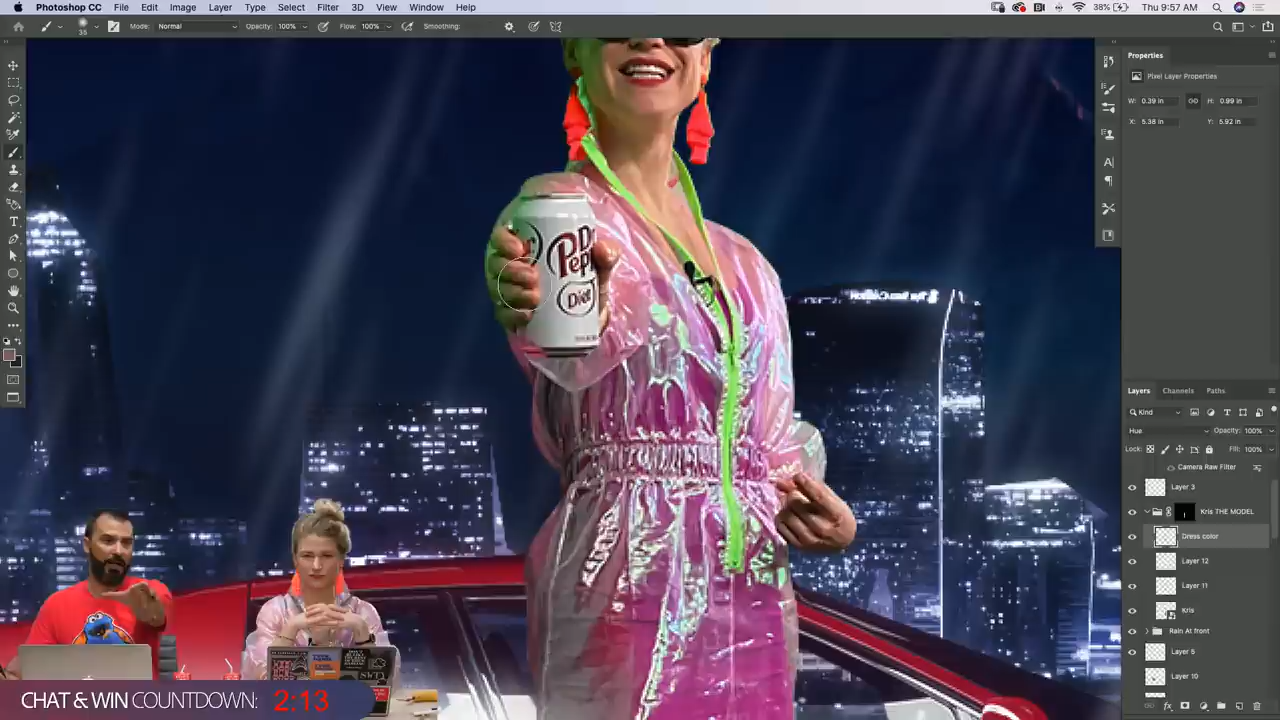 Photoshop CC File Edit Image Layer Type Select Filter 3D View Window Help
38% Thu 9:57 AM
35 Mode: Normal Opacity: 100% Flow: 100% Smoothing:
Properties
Pixel Layer Properties
W: 0.39 in H: 0.99 in
X: 5.38 in Y: 5.92 in
Dr
Pepp
Diet
Layers Channels Paths
Kind
Hue Opacity: 100%
Lock: Fill: 100%
Camera Raw Filter
Layer 3
Kris THE MODEL
Dress color
Layer 12
Layer 11
Kris
Rain At front
Layer 5
Layer 10
CHAT & WIN COUNTDOWN: 2:13